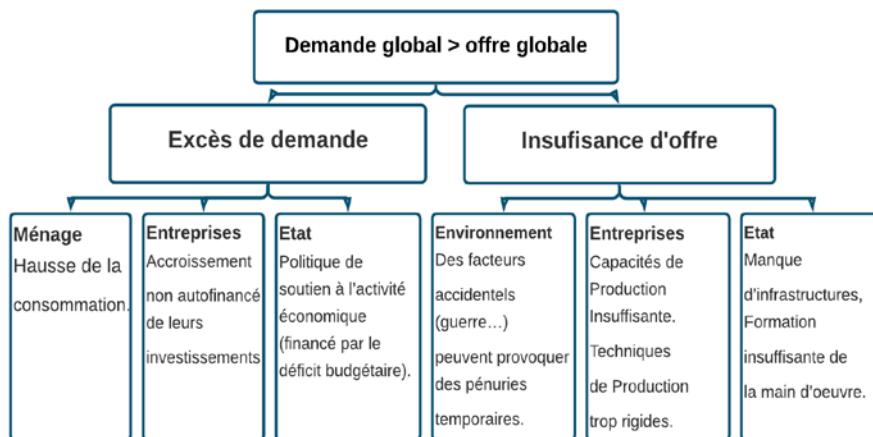 Demande global > offre globale
Excès de demande
Insufisance d'offre
Ménage
Hausse de la
consommation.
Entreprises
Accroissement
non autofinancé
de leurs
investissements
Etat
Politique de
soutien à l'activité
économique
(financé par le
déficit budgétaire).
Environnement
Des facteurs
accidentels
(guerre...)
peuvent provoquer
des pénuries
temporaires.
Entreprises
Capacités de
Production
Insuffisante.
Techniques
de Production
trop rigides.
Etat
Manque
d'infrastructures,
Formation
insuffisante de
la main d'oeuvre.